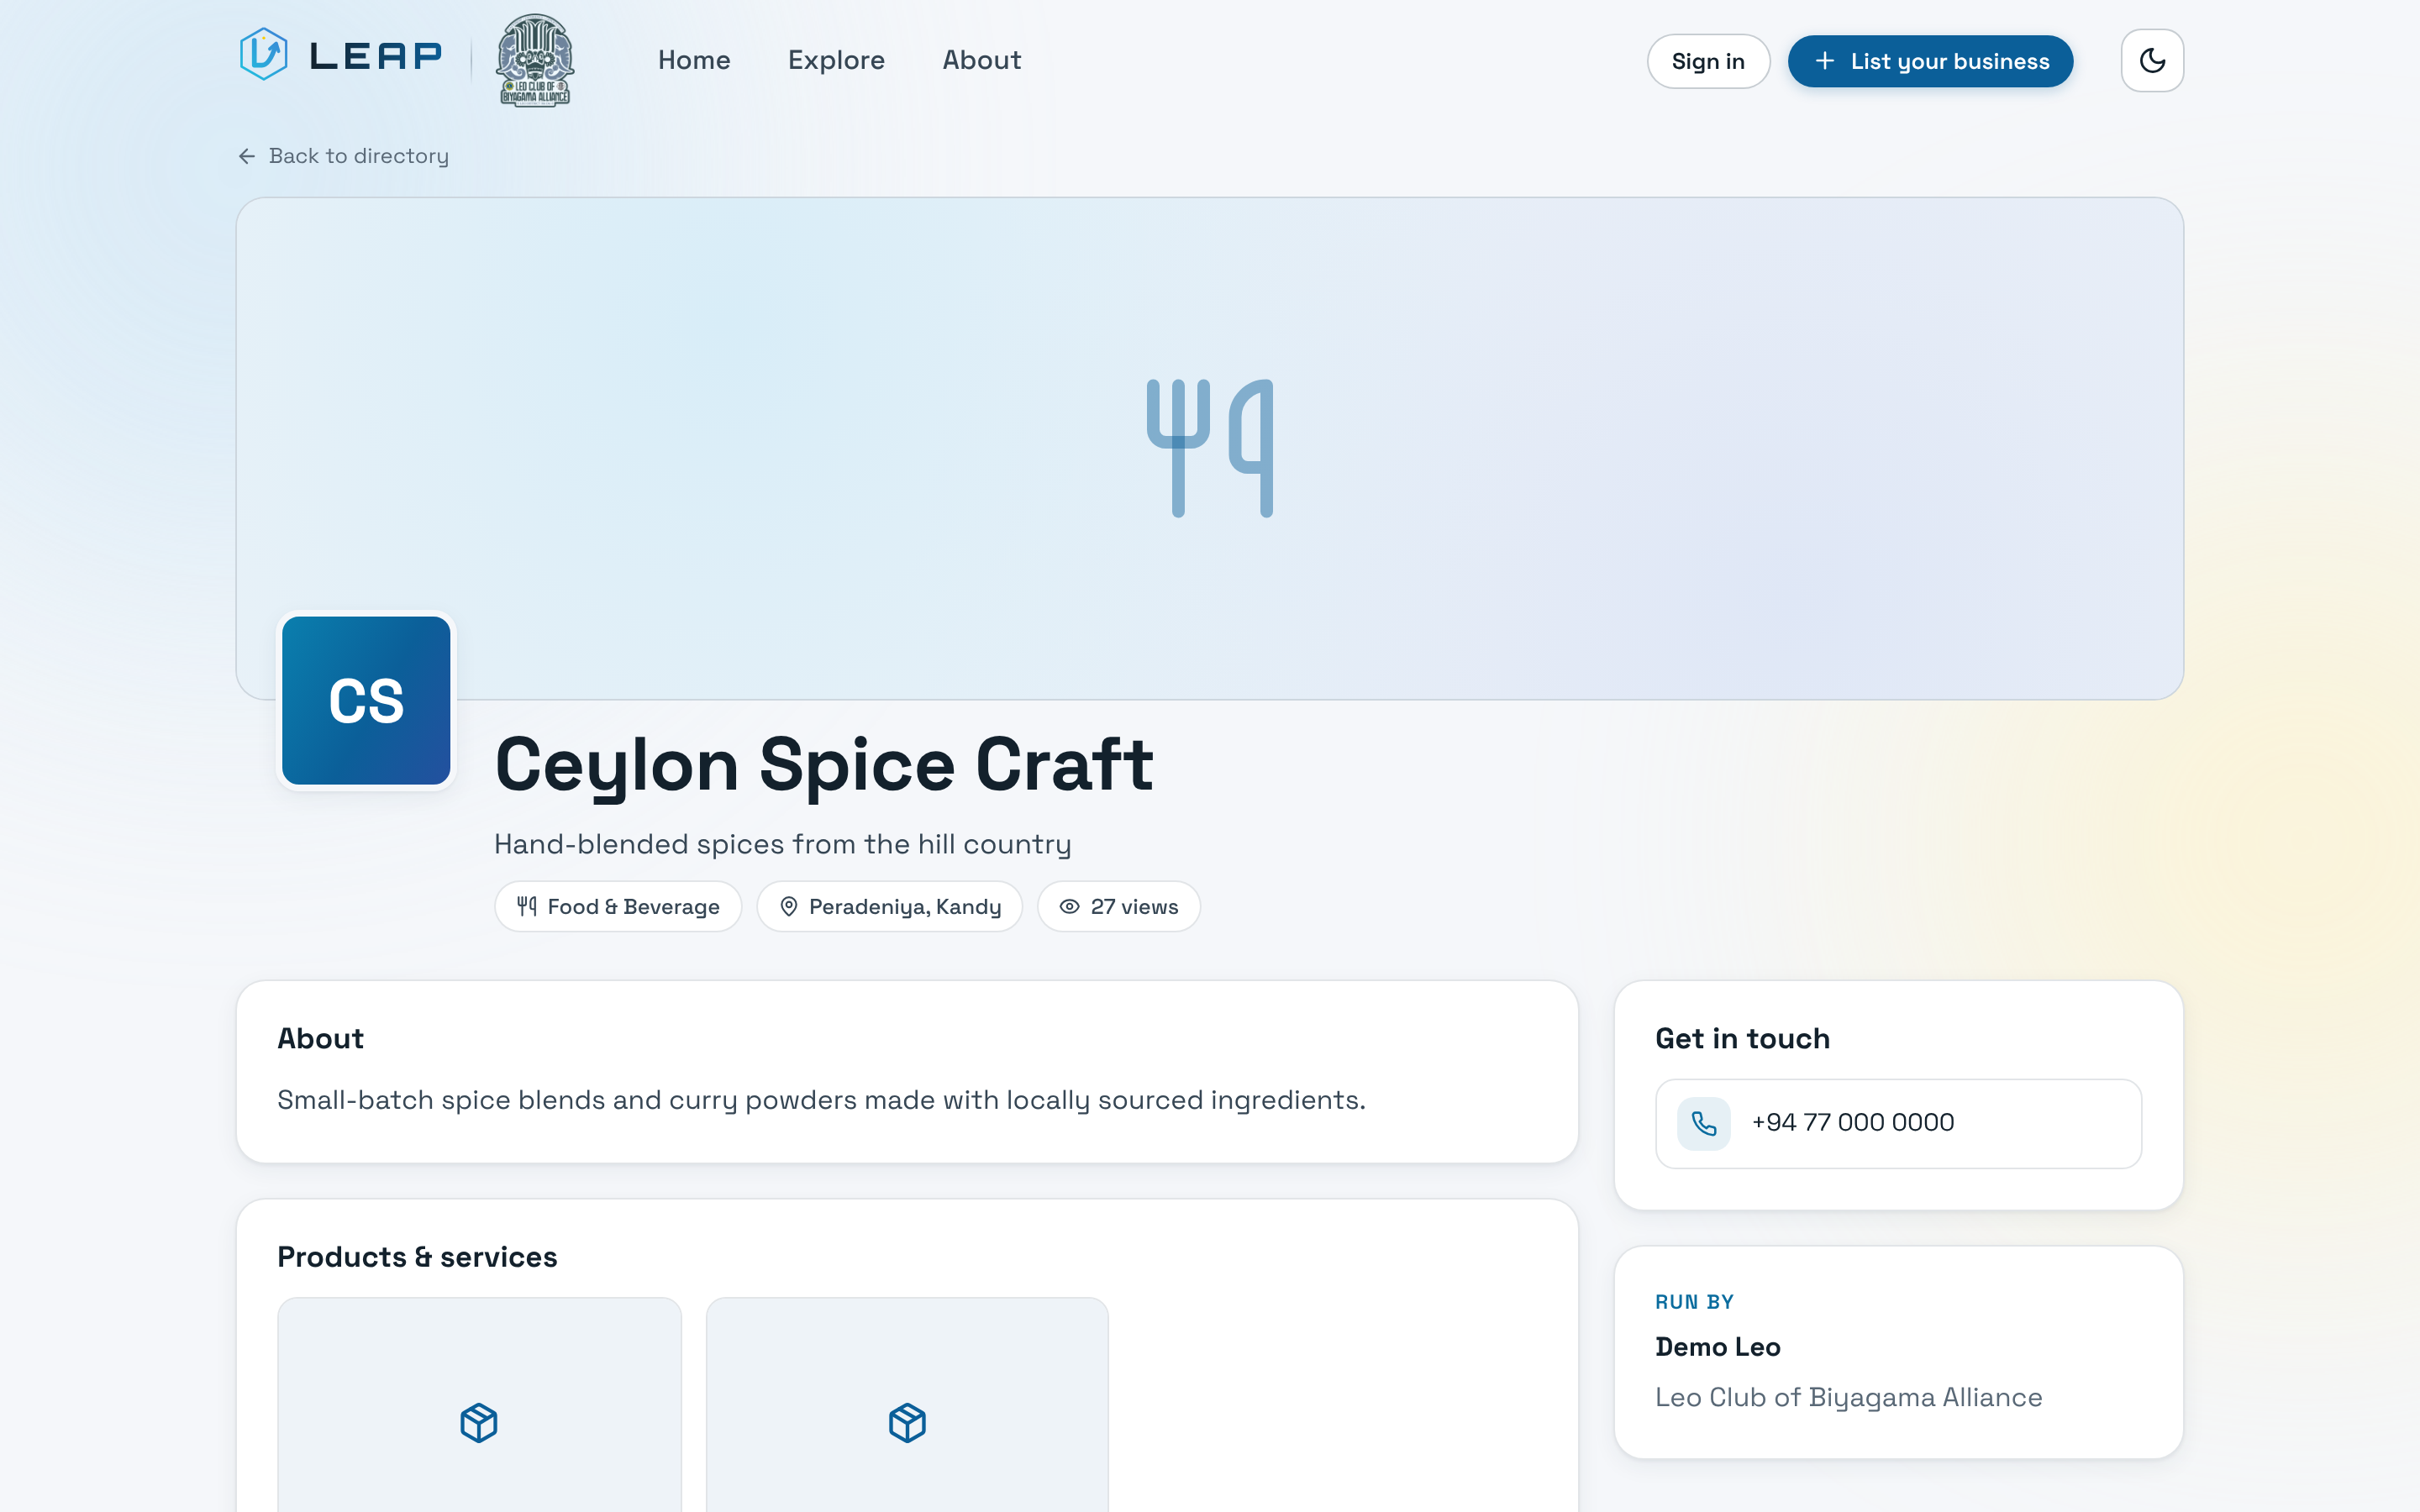 LEAP
LEO CLUB OF
BIYAGAMA ALLIANCE
Home
Explore
About
Sign in
List your business
Back to directory
CS
Ceylon Spice Craft
Hand-blended spices from the hill country
Food & Beverage
Peradeniya, Kandy
27 views
About
Small-batch spice blends and curry powders made with locally sourced ingredients.
Products & services
Get in touch
+94 77 000 0000
RUN BY
Demo Leo
Leo Club of Biyagama Alliance